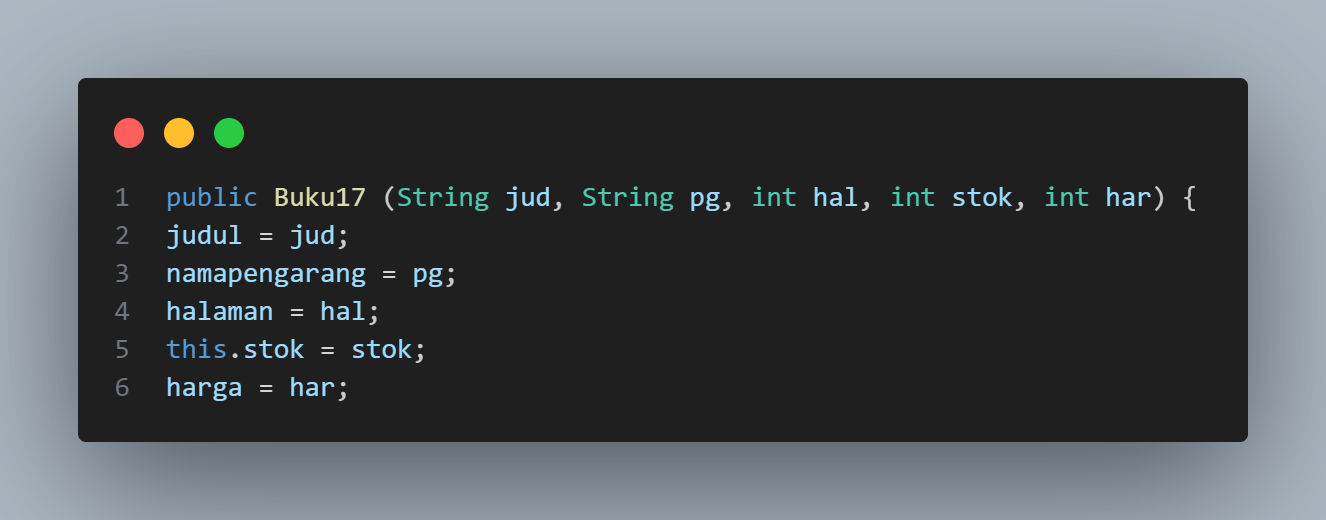 1 public Buku17 (String jud, String pg, int hal, int stok, int har) {
2 judul = jud;
3 namapengarang = pg;
4 halaman = hal;
5 this.stok = stok;
6 harga = har;